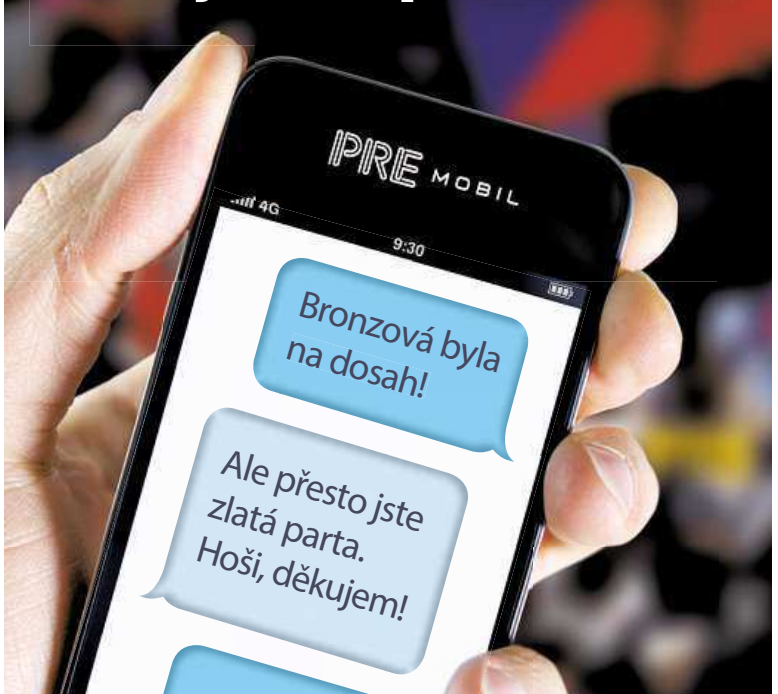 PRE MOBIL
4G
9:30
Bronzová byla
na dosah!
Ale přesto jste
zlatá parta.
Hoši, děkujem!